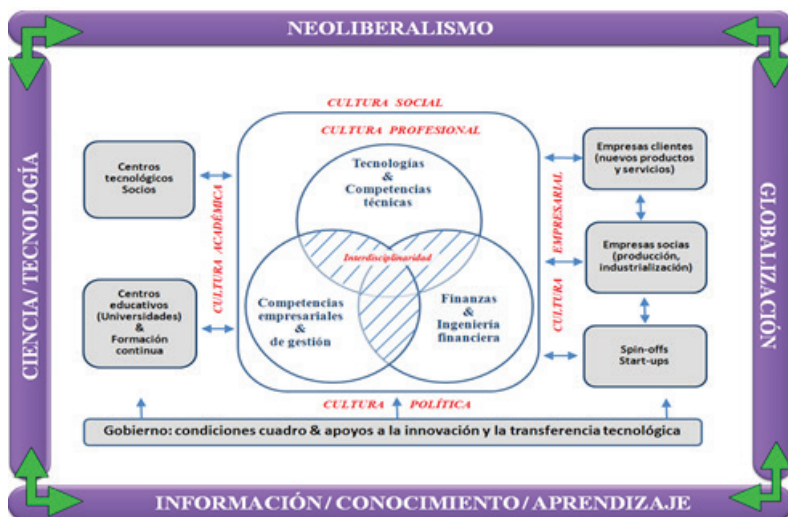 NEOLIBERALISMO
CIENCIA/TECNOLOGÍA
GLOBALIZACIÓN
CULTURA SOCIAL
CULTURA PROFESIONAL
Centros
tecnológicos
Socios
CULTURA ACADÉMICA
Tecnologías
&
Competencias
técnicas
Interdisciplinaridad
Competencias
empresariales
&
de gestión
Finanzas
&
Ingeniería
financiera
CULTURA EMPRESARIAL
Empresas clientes
(nuevos productos
y servicios)
Empresas socias
(producción,
industrialización)
Centros
educativos
(Universidades)
&
Formación
continua
Spin-offs
Start-ups
CULTURA POLÍTICA
Gobierno: condiciones cuadro & apoyos a la innovación y la transferencia tecnológica
INFORMACIÓN/CONOCIMIENTO/APRENDIZAJE